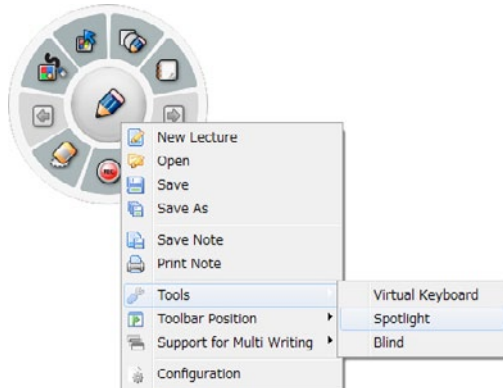 New Lecture
Open
Save
Save As
Save Note
Print Note
Tools
Toolbar Position
Support for Multi Writing
Configuration
Virtual Keyboard
Spotlight
Blind
REC